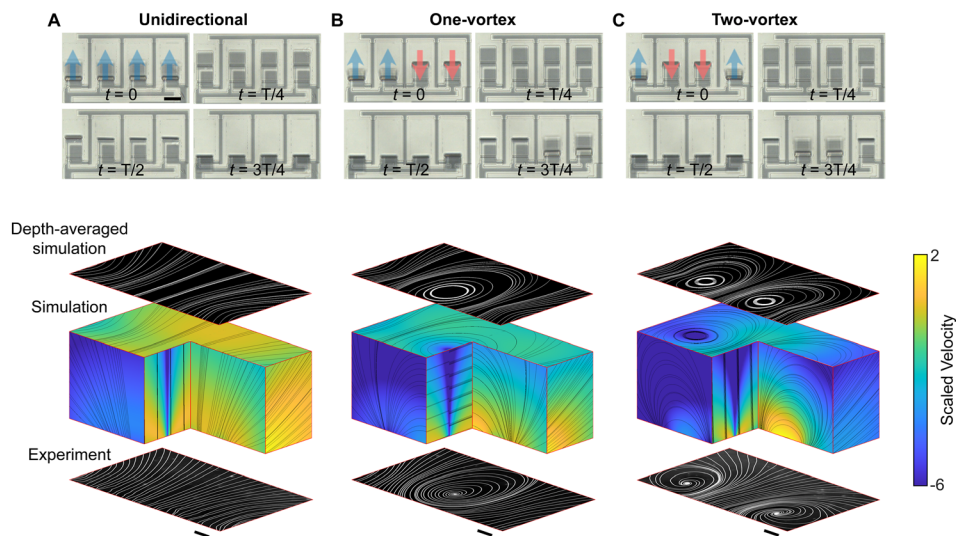 A Unidirectional
B One-vortex
C Two-vortex
t = 0
t = T/4
t = 0
t = T/4
t = 0
t = T/4
t = T/2
t = 3T/4
t = T/2
t = 3T/4
t = T/2
t = 3T/4
Depth-averaged
simulation
Simulation
Experiment
2
Scaled Velocity
-6